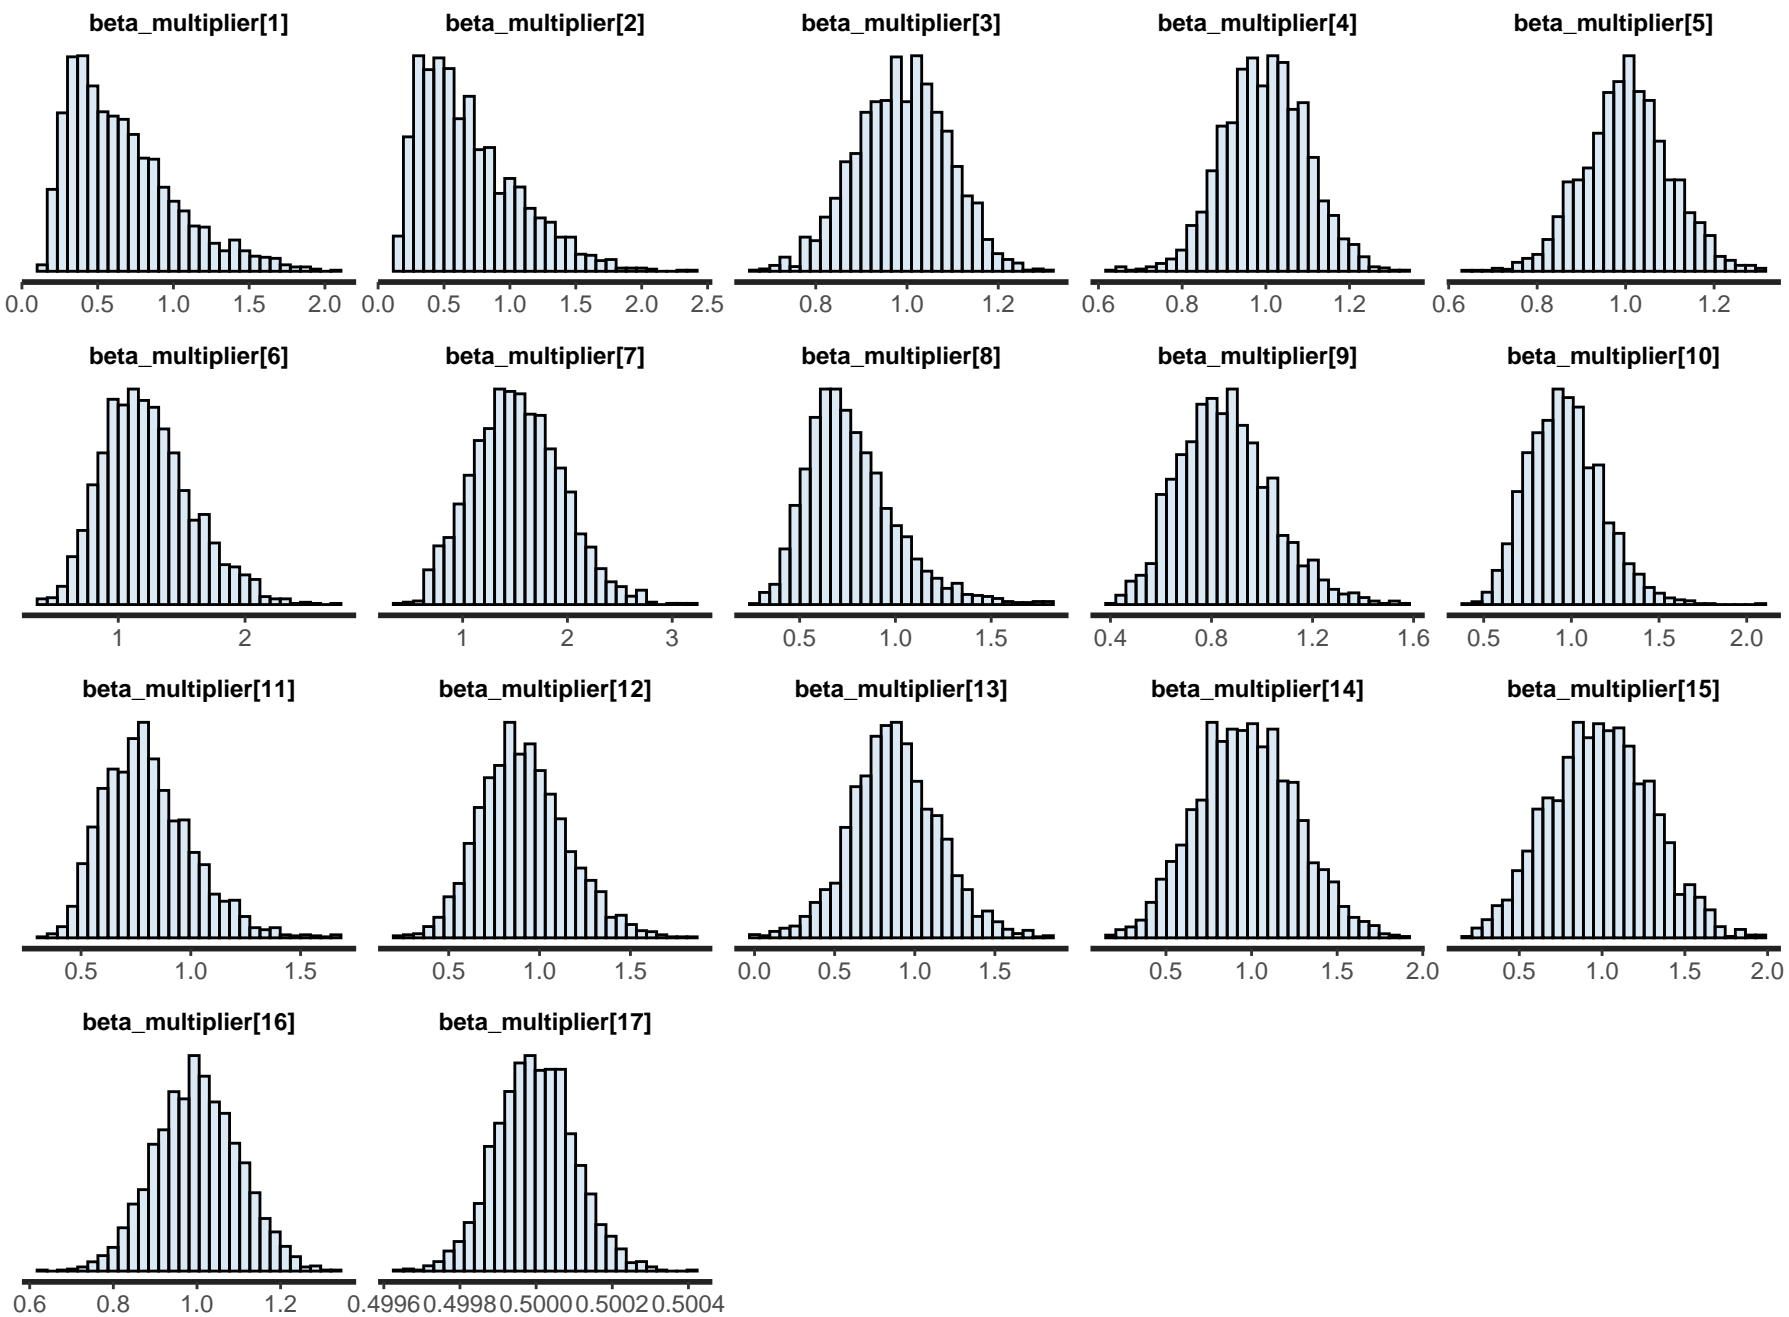 beta_multiplier[1] beta_multiplier[2] beta_multiplier[3] beta_multiplier[4] beta_multiplier[5]
0.0 0.5 1.0 1.5 2.0 0.0 0.5 1.0 1.5 2.0 2.5 0.8 1.0 1.2 0.6 0.8 1.0 1.2 0.6 0.8 1.0 1.2
beta_multiplier[6] beta_multiplier[7] beta_multiplier[8] beta_multiplier[9] beta_multiplier[10]
1 2 1 2 3 0.5 1.0 1.5 0.4 0.8 1.2 1.6 0.5 1.0 1.5 2.0
beta_multiplier[11] beta_multiplier[12] beta_multiplier[13] beta_multiplier[14] beta_multiplier[15]
0.5 1.0 1.5 0.5 1.0 1.5 0.0 0.5 1.0 1.5 0.5 1.0 1.5 2.0 0.5 1.0 1.5 2.0
beta_multiplier[16] beta_multiplier[17]
0.6 0.8 1.0 1.2 0.4996 0.4998 0.5000 0.5002 0.5004